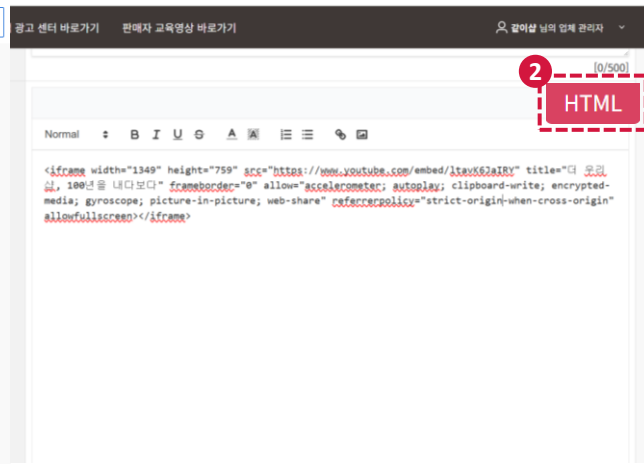 광고 센터 바로가기 판매자 교육영상 바로가기 같이살 님의 업체 관리자
[0/500]
2
HTML
Normal B I U S A A
<iframe width="1349" height="759" src="https://www.youtube.com/embed/ltavK6JaIRY" title="더 우리
삶, 100년을 내다보다" frameborder="0" allow="accelerometer; autoplay; clipboard-write; encrypted-
media; gyroscope; picture-in-picture; web-share" referrerpolicy="strict-origin-when-cross-origin"
allowfullscreen></iframe>